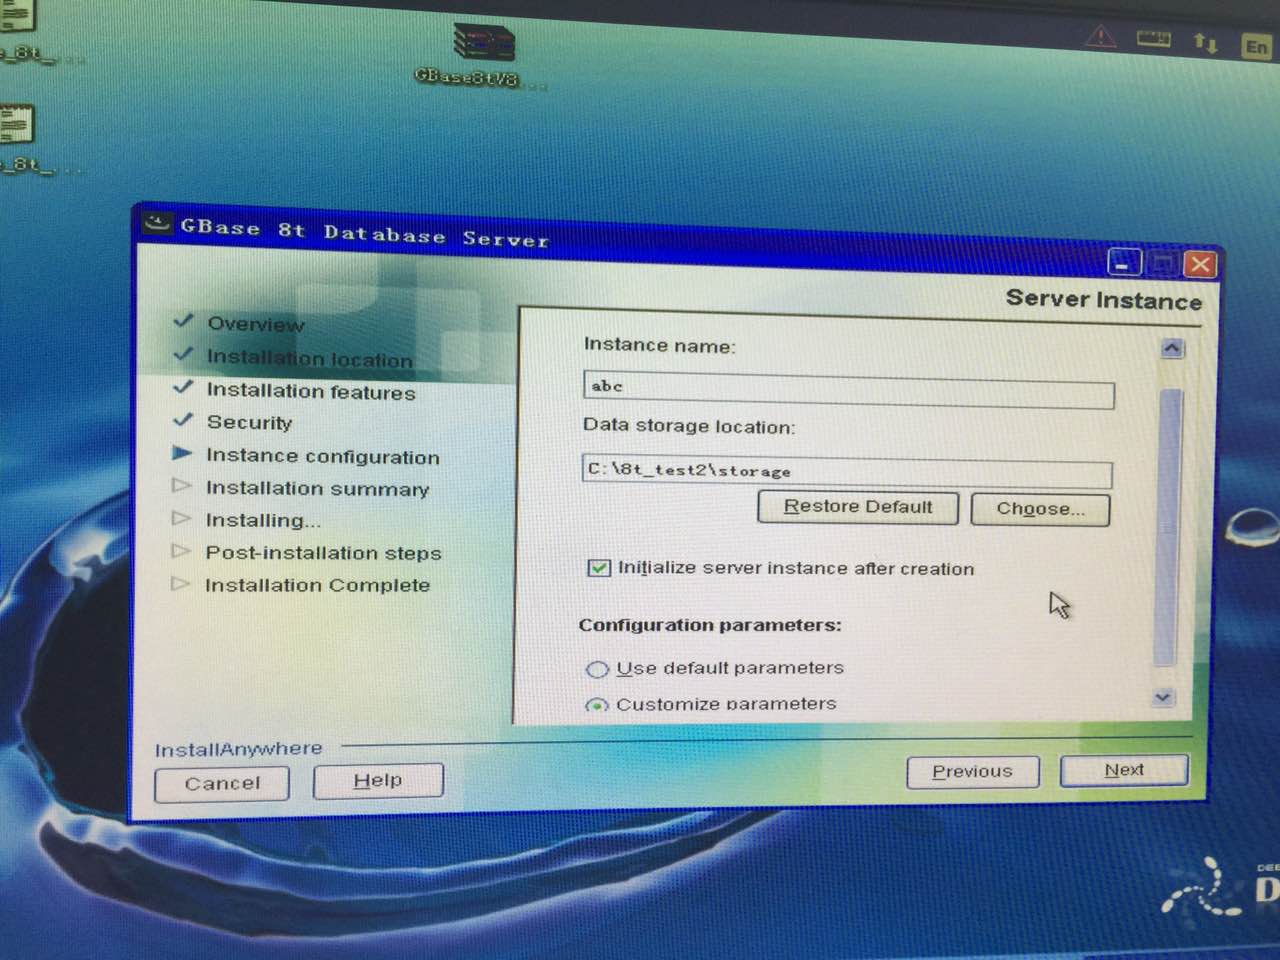 En
GBase8tV8...
_8t_...
_8t_...
GBase 8t Database Server
Server Instance
Overview
Installation location
Installation features
Security
Instance configuration
Installation summary
Installing...
Post-installation steps
Installation Complete
Instance name:
abc
Data storage location:
C:\8t_test2\storage
Restore Default
Choose...
Initialize server instance after creation
Configuration parameters:
Use default parameters
Customize parameters
InstallAnywhere
Cancel
Help
Previous
Next